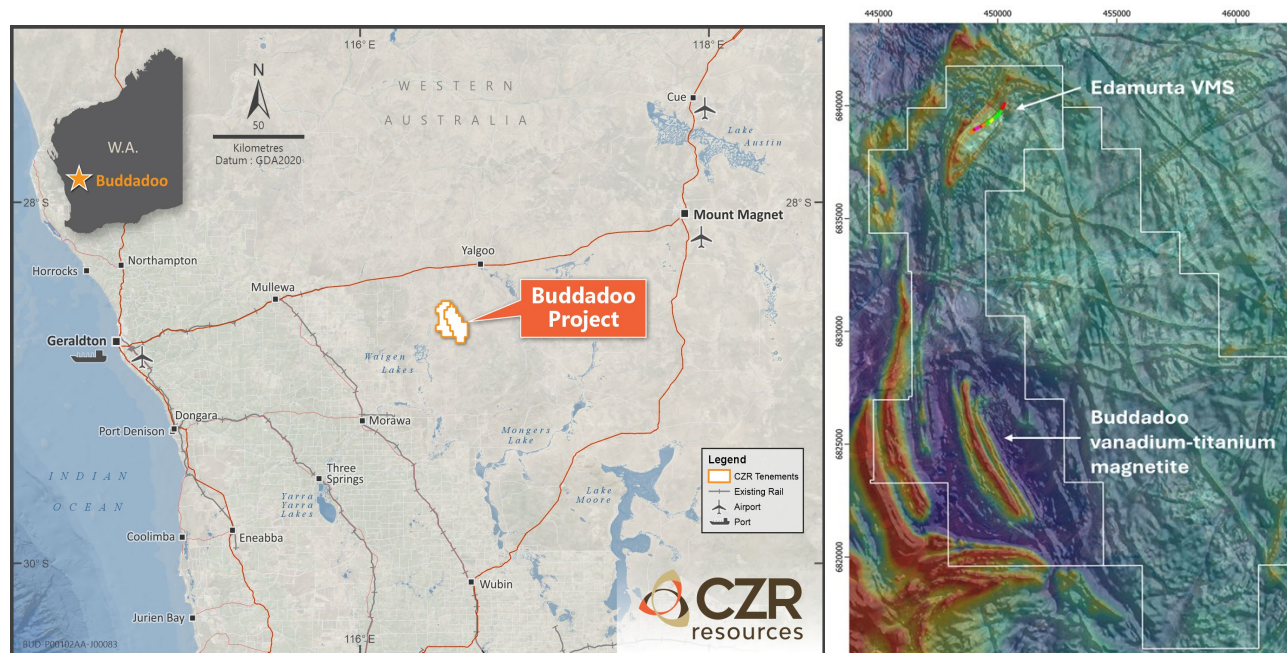 116° E
118° E
N
50
Kilometres
Datum : GDA2020
WESTERN
AUSTRALIA
W.A.
Buddadoo
Cue
Lake
Austin
28° S
28° S
Mount Magnet
Northampton
Horrocks
Yalgoo
Mullewa
Buddadoo
Project
Geraldton
Waigen
Lakes
Dongara
Port Denison
Morawa
Mongers
Lake
Three
Springs
Yarra
Yarra
Lakes
INDIAN
OCEAN
Lake
Moore
Legend
CZR Tenements
Existing Rail
Airport
Port
Coolimba
Eneabba
30° S
Wubin
Jurien Bay
CZR
resources
BUD-P00102AA-J00083
116° E
445000
450000
455000
460000
6840000
6835000
6830000
6825000
6820000
Edamurta VMS
Buddadoo
vanadium-titanium
magnetite